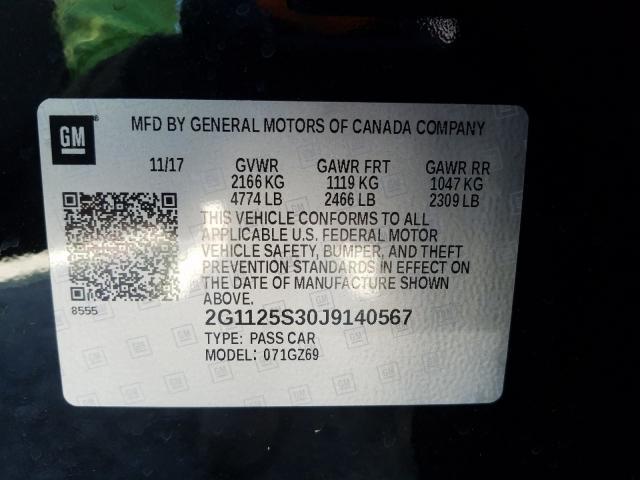 GM
MFD BY GENERAL MOTORS OF CANADA COMPANY
11/17 GVWR GAWR FRT GAWR RR
2166 KG 1119 KG 1047 KG
4774 LB 2466 LB 2309 LB
THIS VEHICLE CONFORMS TO ALL
APPLICABLE U.S. FEDERAL MOTOR
VEHICLE SAFETY, BUMPER, AND THEFT
PREVENTION STANDARDS IN EFFECT ON
THE DATE OF MANUFACTURE SHOWN
ABOVE.
8555
2G1125S30J9140567
TYPE: PASS CAR
MODEL: 071GZ69